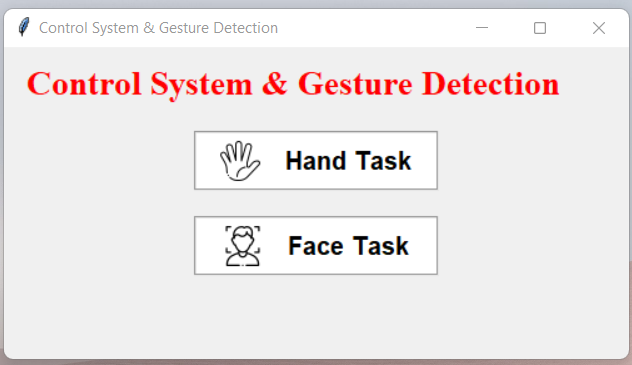 Control System & Gesture Detection
Control System & Gesture Detection
Hand Task
Face Task